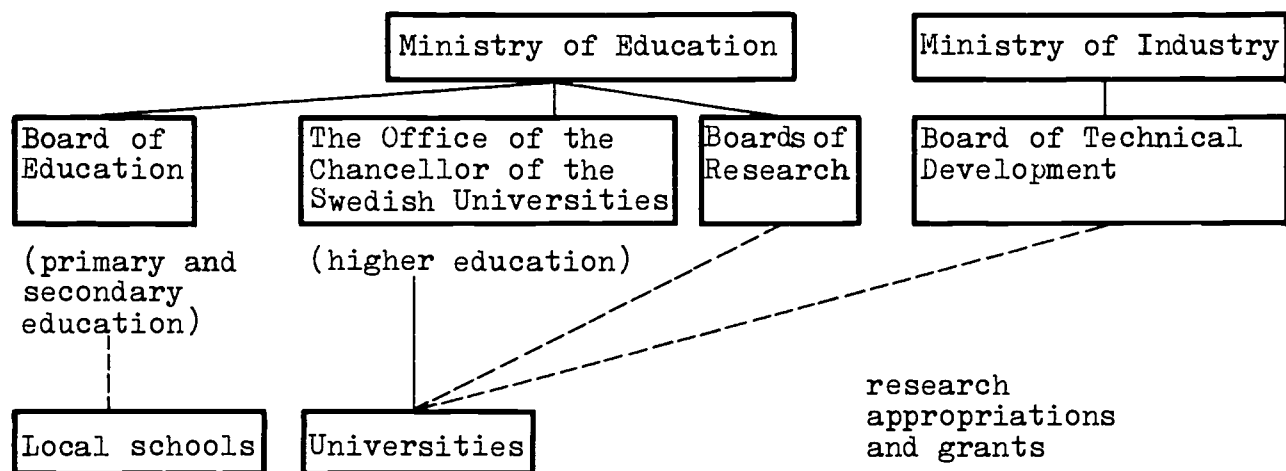 Ministry of Education
Ministry of Industry
Board of
Education
The Office of the
Chancellor of the
Swedish Universities
Boards of
Research
Board of Technical
Development
(primary and
secondary
education)
(higher education)
research
appropriations
and grants
Local schools
Universities